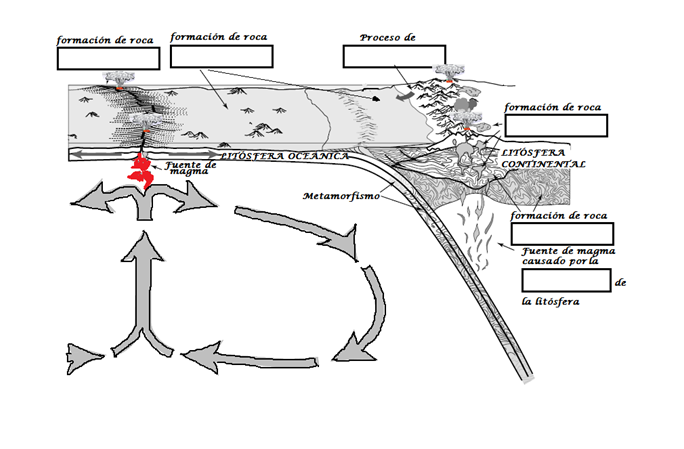 formación de roca
formación de roca
Proceso de
formación de roca
LITÓSFERA OCEÁNICA
LITÓSFERA
CONTINENTAL
Fuente de
magma
Metamorfismo
formación de roca
Fuente de magma
causado por la
de
la litósfera